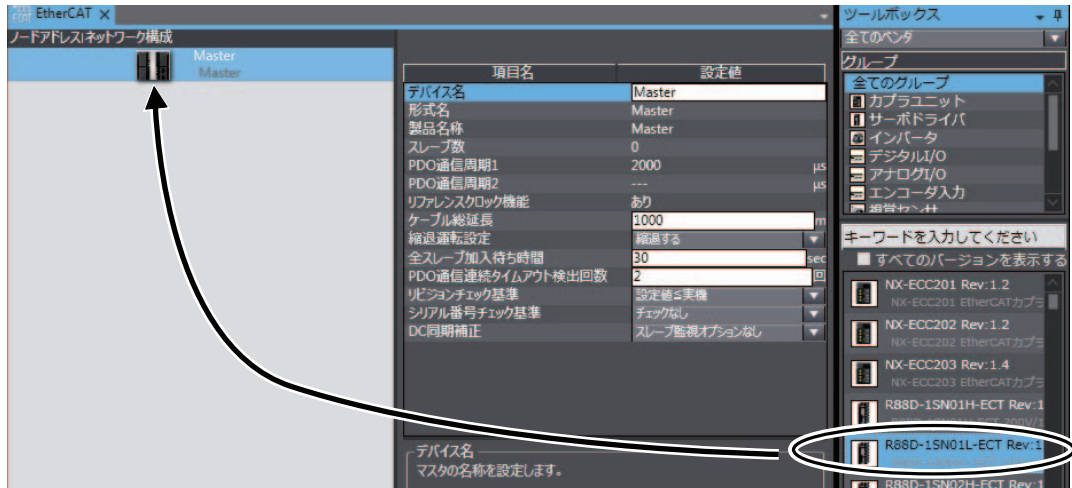 EtherCAT ×
ノードアドレス|ネットワーク構成
Master
Master
項目名 設定値
デバイス名 Master
形式名 Master
製品名称 Master
スレーブ数 0
PDO通信周期1 2000 μs
PDO通信周期2 --- μs
リファレンスクロック機能 あり
ケーブル総延長 1000 m
縮退運転設定 縮退する
全スレーブ加入待ち時間 30 sec
PDO通信連続タイムアウト検出回数 2 回
リビジョンチェック基準 設定値≦実機
シリアル番号チェック基準 チェックなし
DC同期補正 スレーブ監視オプションなし
デバイス名
マスタの名称を設定します。
ツールボックス
全てのベンダ
グループ
全てのグループ
カプラユニット
サーボドライバ
インバータ
デジタルI/O
アナログI/O
エンコーダ入力
視覚センサ
キーワードを入力してください
すべてのバージョンを表示する
NX-ECC201 Rev:1.2
NX-ECC201 EtherCATカプラ
NX-ECC202 Rev:1.2
NX-ECC202 EtherCATカプラ
NX-ECC203 Rev:1.4
NX-ECC203 EtherCATカプラ
R88D-1SN01H-ECT Rev:1
R88D-1SN01L-ECT Rev:1
R88D-1SN02H-ECT Rev:1